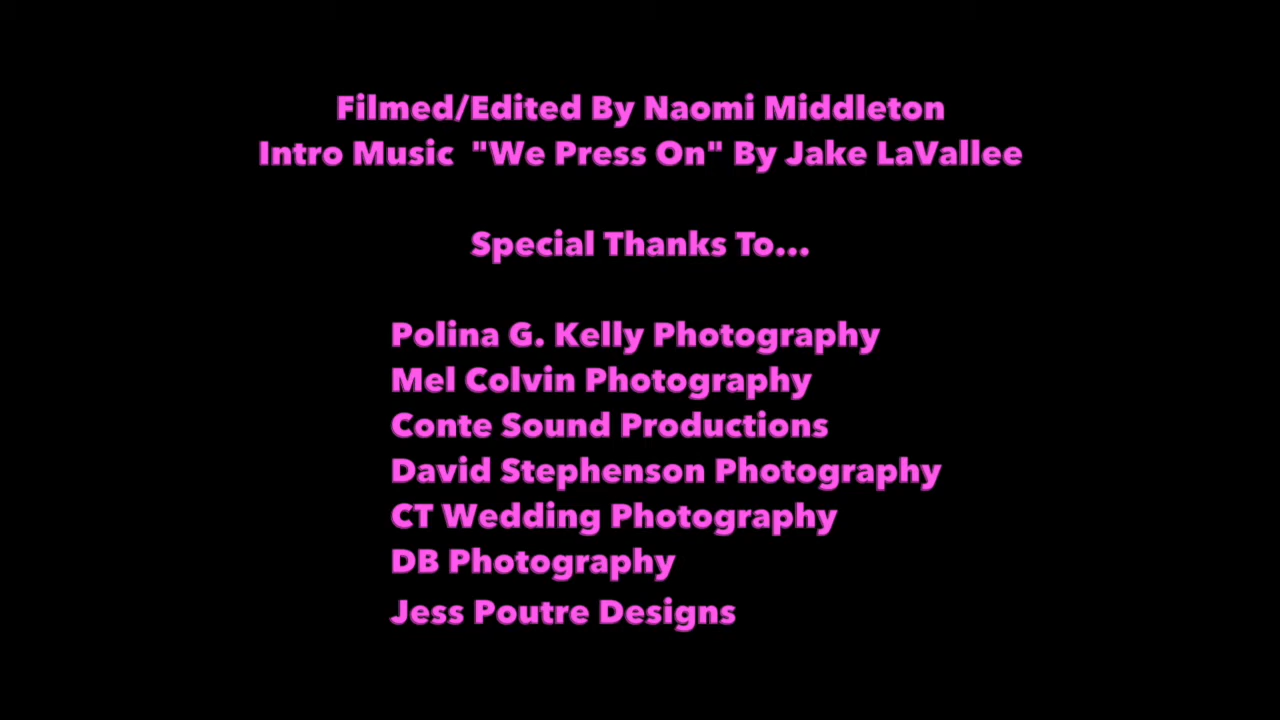 Filmed/Edited By Naomi Middleton
Intro Music "We Press On" By Jake LaVallee
Special Thanks To...
Polina G. Kelly Photography
Mel Colvin Photography
Conte Sound Productions
David Stephenson Photography
CT Wedding Photography
DB Photography
Jess Poutre Designs